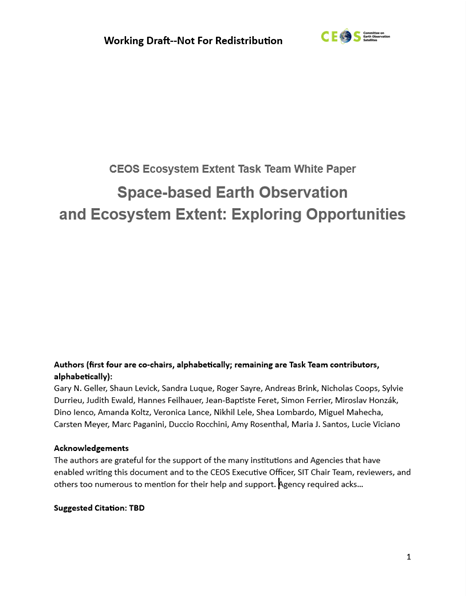 Working Draft--Not For Redistribution
CEOS Committee on
Earth Observation
Satellites
CEOS Ecosystem Extent Task Team White Paper
Space-based Earth Observation
and Ecosystem Extent: Exploring Opportunities
Authors (first four are co-chairs, alphabetically; remaining are Task Team contributors,
alphabetically):
Gary N. Geller, Shaun Levick, Sandra Luque, Roger Sayre, Andreas Brink, Nicholas Coops, Sylvie
Durrieu, Judith Ewald, Hannes Feilhauer, Jean-Baptiste Feret, Simon Ferrier, Miroslav Honzák,
Dino Ienco, Amanda Koltz, Veronica Lance, Nikhil Lele, Shea Lombardo, Miguel Mahecha,
Carsten Meyer, Marc Paganini, Duccio Rocchini, Amy Rosenthal, Maria J. Santos, Lucie Viciano
Acknowledgements
The authors are grateful for the support of the many institutions and Agencies that have
enabled writing this document and to the CEOS Executive Officer, SIT Chair Team, reviewers, and
others too numerous to mention for their help and support. Agency required acks…
Suggested Citation: TBD
1